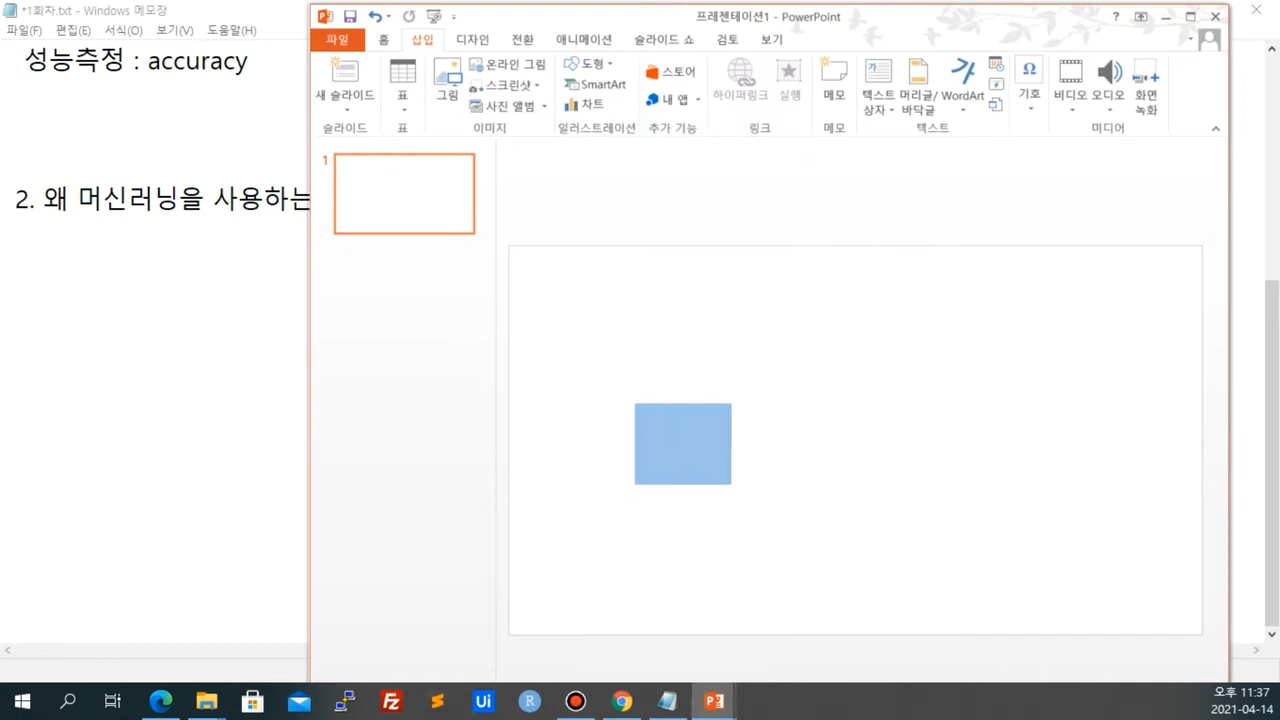 *1회자.txt - Windows 메모장
파일(F) 편집(E) 서식(O) 보기(V) 도움말(H)
성능측정 : accuracy
2. 왜 머신러닝을 사용하는
프레젠테이션1 - PowerPoint
파일 홈 삽입 디자인 전환 애니메이션 슬라이드 쇼 검토 보기
새 슬라이드
표
그림
온라인 그림
스크린샷
사진 앨범
도형
SmartArt
차트
스토어
내 앱
하이퍼링크
실행
메모
텍스트 상자
머리글/바닥글
WordArt
Ω
기호
비디오
오디오
화면 녹화
슬라이드 표 이미지 일러스트레이션 추가 기능 링크 메모 텍스트 미디어
1
Fz
Ui
R
오후 11:37
2021-04-14